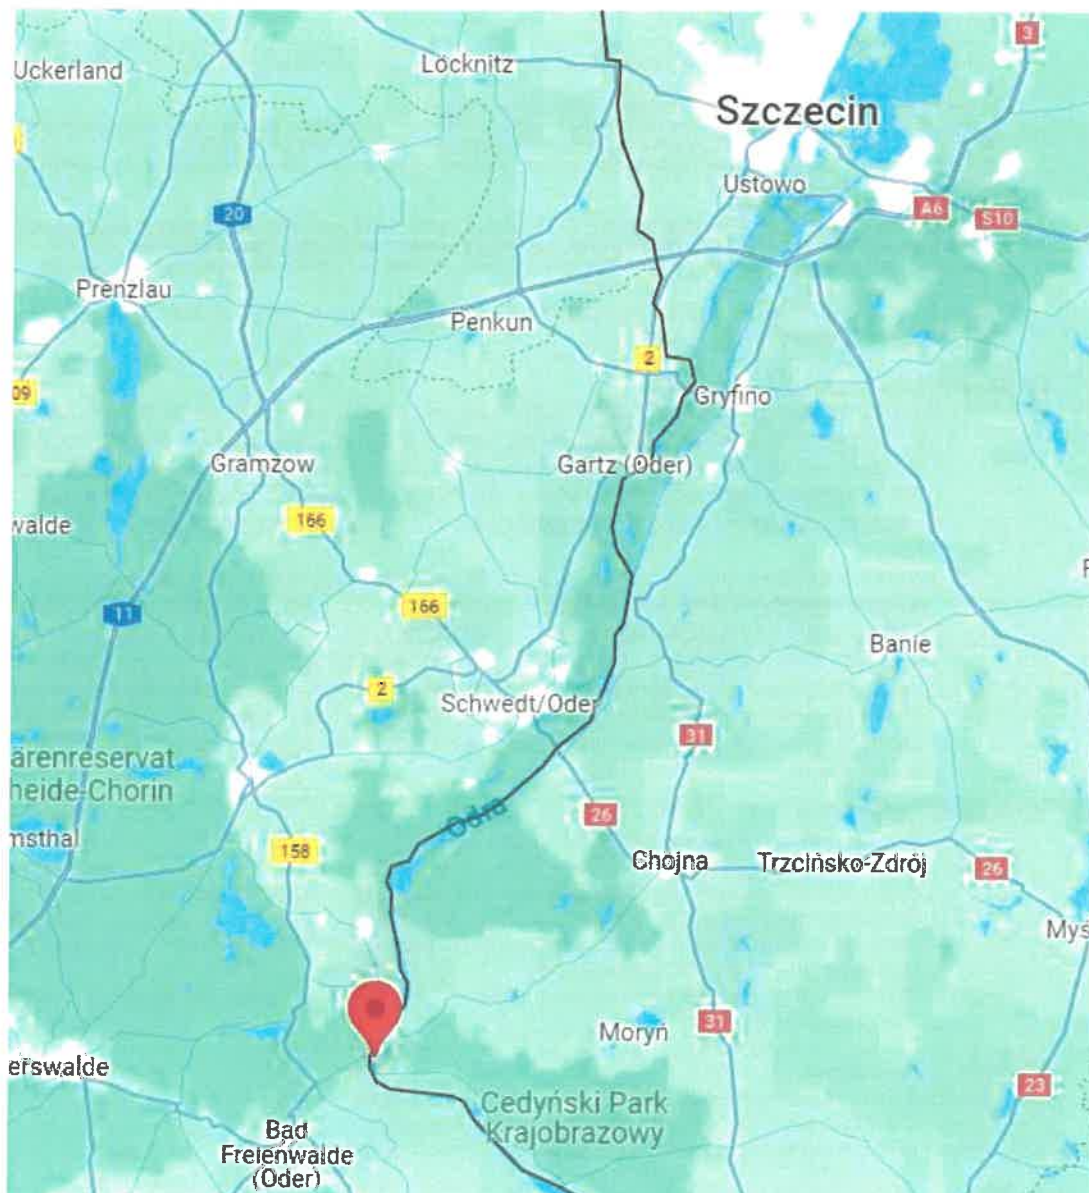 3
Uckerland
Löcknitz
Szczecin
Ustowo
20
A6
S10
Prenzlau
Penkun
2
09
Gryfino
Gramzow
Gartz (Oder)
166
walde
11
166
Banie
2
Schwedt/Oder
31
ärenreservat
heide-Chorin
Odra
26
msthal
158
Chojna
Trzcińsko-Zdrój
26
Mys
31
Moryń
erswalde
23
Cedyński Park
Krajobrazowy
Bad
Freienwalde
(Oder)